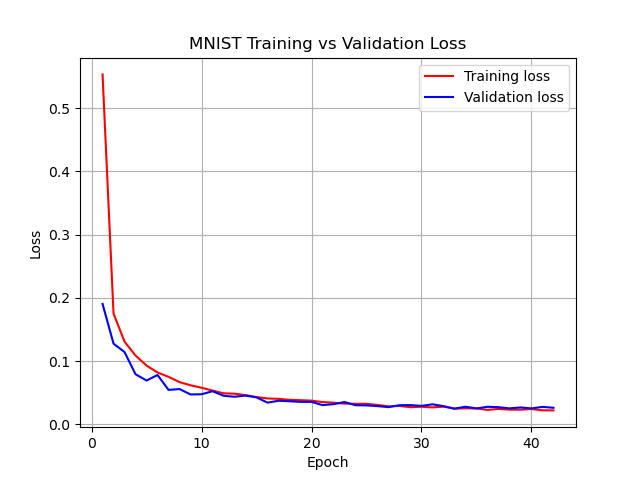 MNIST Training vs Validation Loss
Training loss
Validation loss
0.5
0.4
0.3
0.2
0.1
0.0
Loss
0 10 20 30 40
Epoch